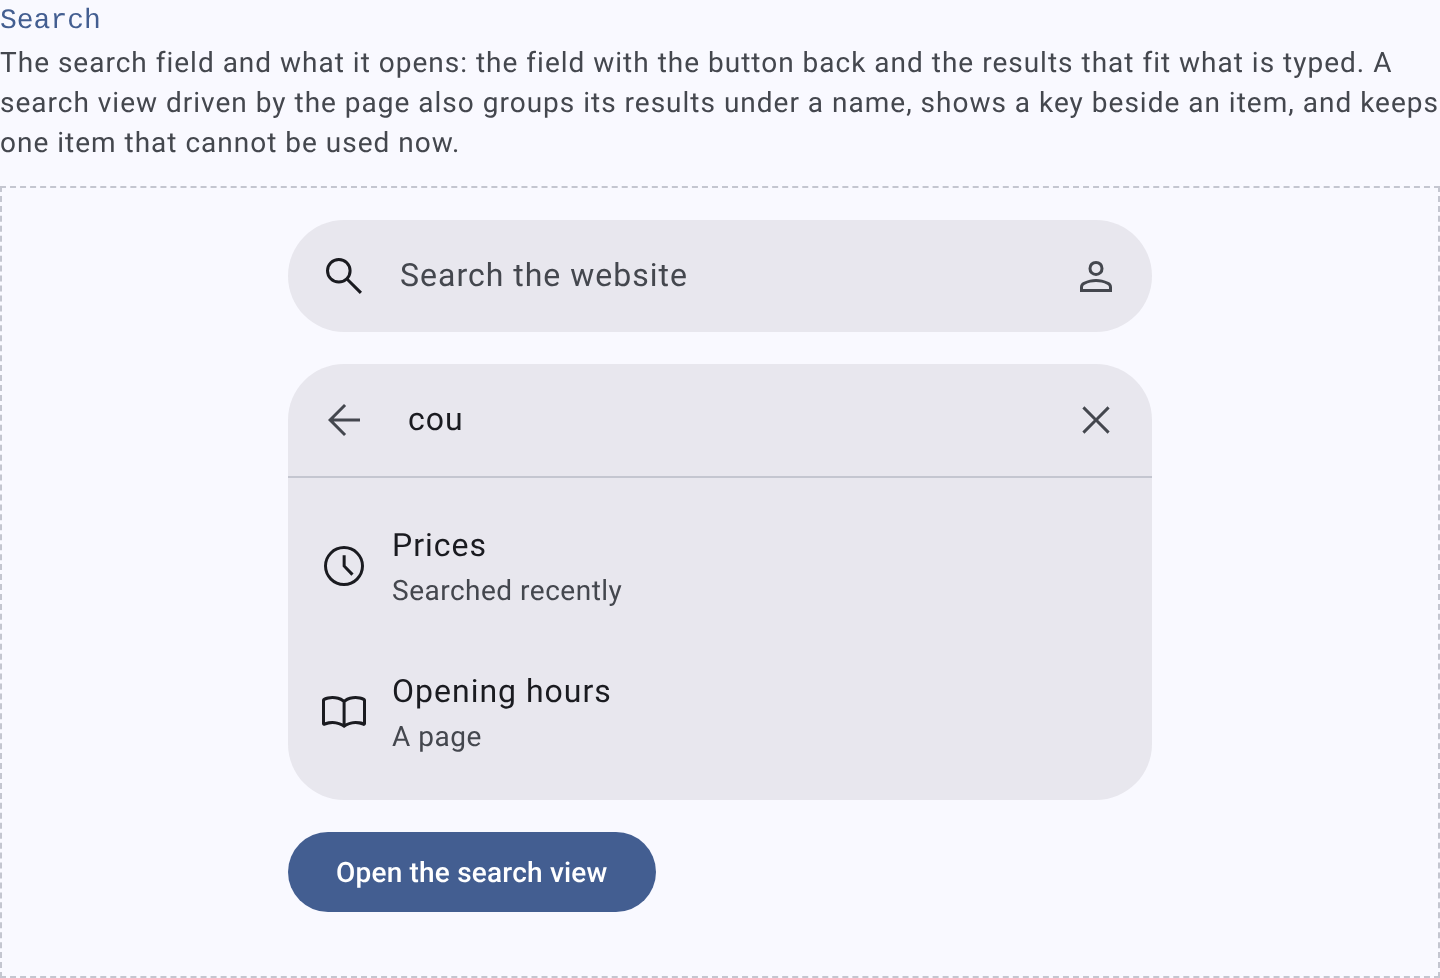 Search
The search field and what it opens: the field with the button back and the results that fit what is typed. A
search view driven by the page also groups its results under a name, shows a key beside an item, and keeps
one item that cannot be used now.
Search the website
cou
Prices
Searched recently
Opening hours
A page
Open the search view